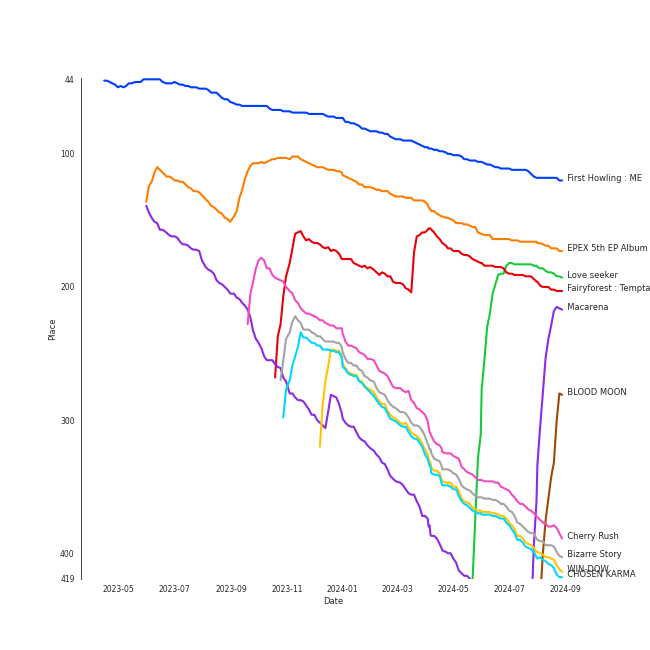 44
100
200
300
400
419
Place
2023-05
2023-07
2023-09
2023-11
2024-01
2024-03
2024-05
2024-07
2024-09
Date
First Howling : ME
EPEX 5th EP Album
Love seeker
Fairyforest : Tempta
Macarena
BLOOD MOON
Cherry Rush
Bizarre Story
WIN:DOW
CHOSEN KARMA